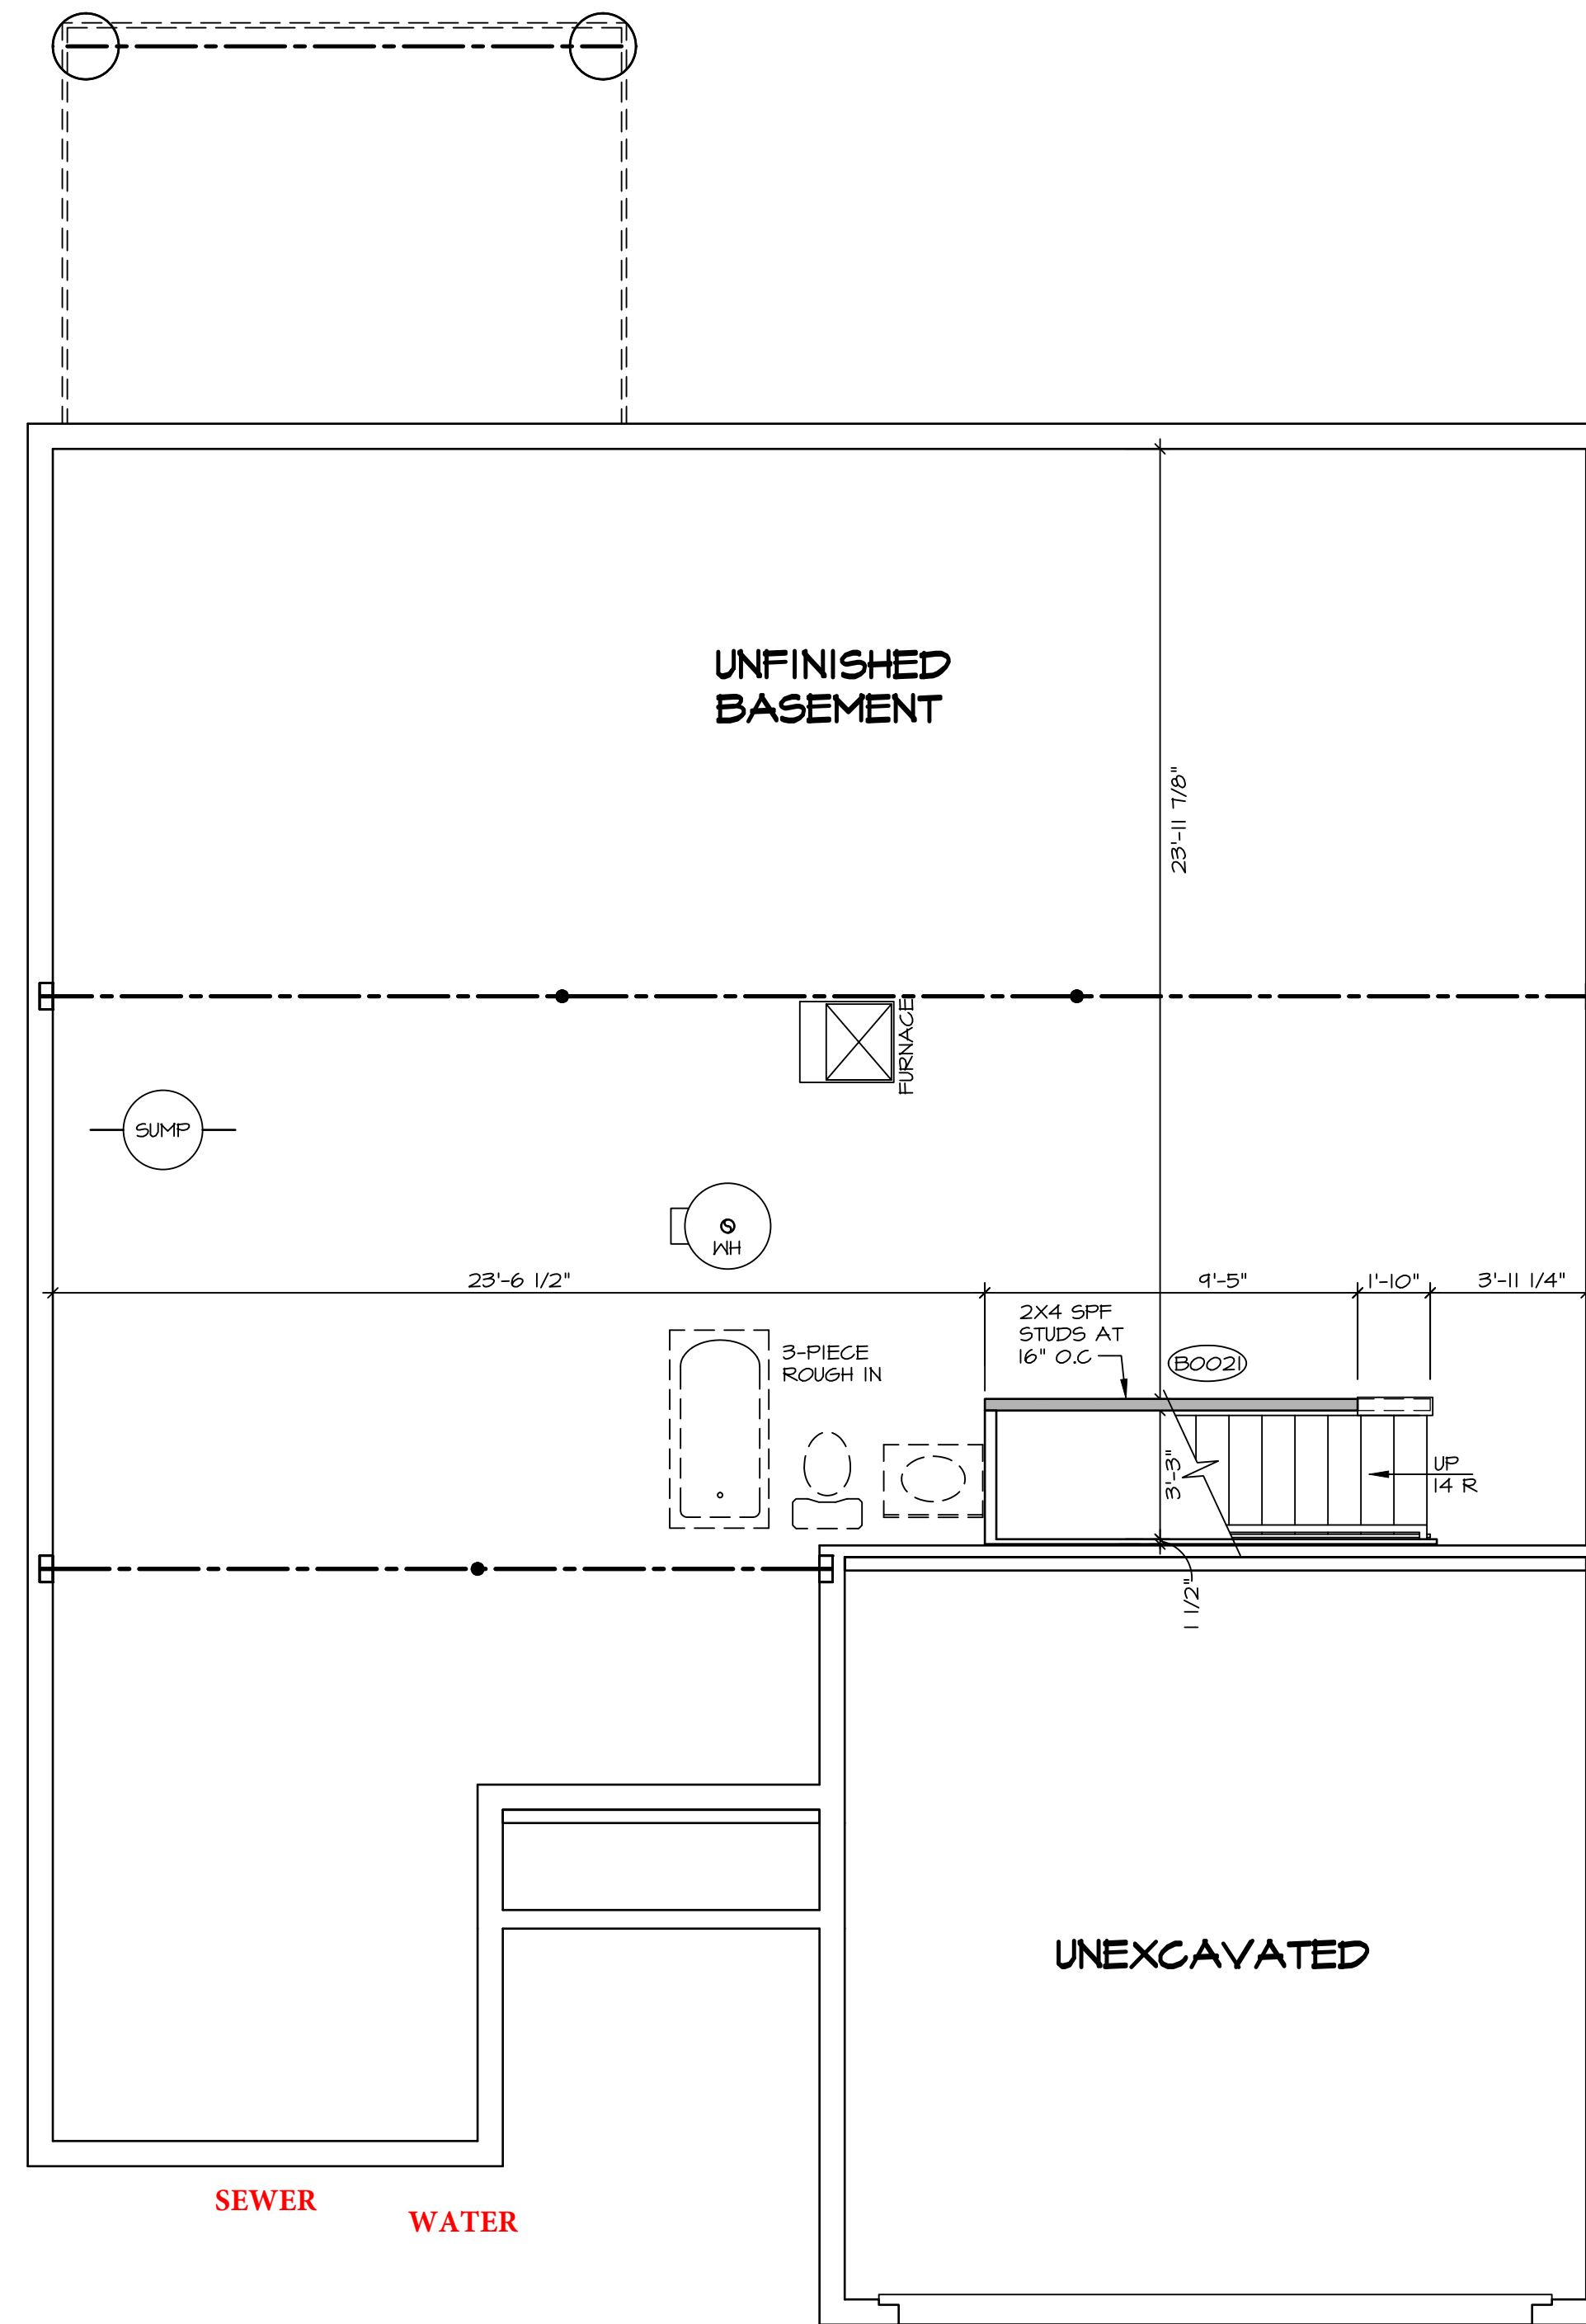 UNFINISHED
BASEMENT
23'-11 7/8"
FURNACE
SUMP
WH
23'-6 1/2"
9'-5"
1'-10"
3'-11 1/4"
2X4 SPF
STUDS AT
16" O.C
B0021
3-PIECE
ROUGH IN
3'-3"
UP
14 R
1 1/2"
UNEXCAVATED
SEWER
WATER